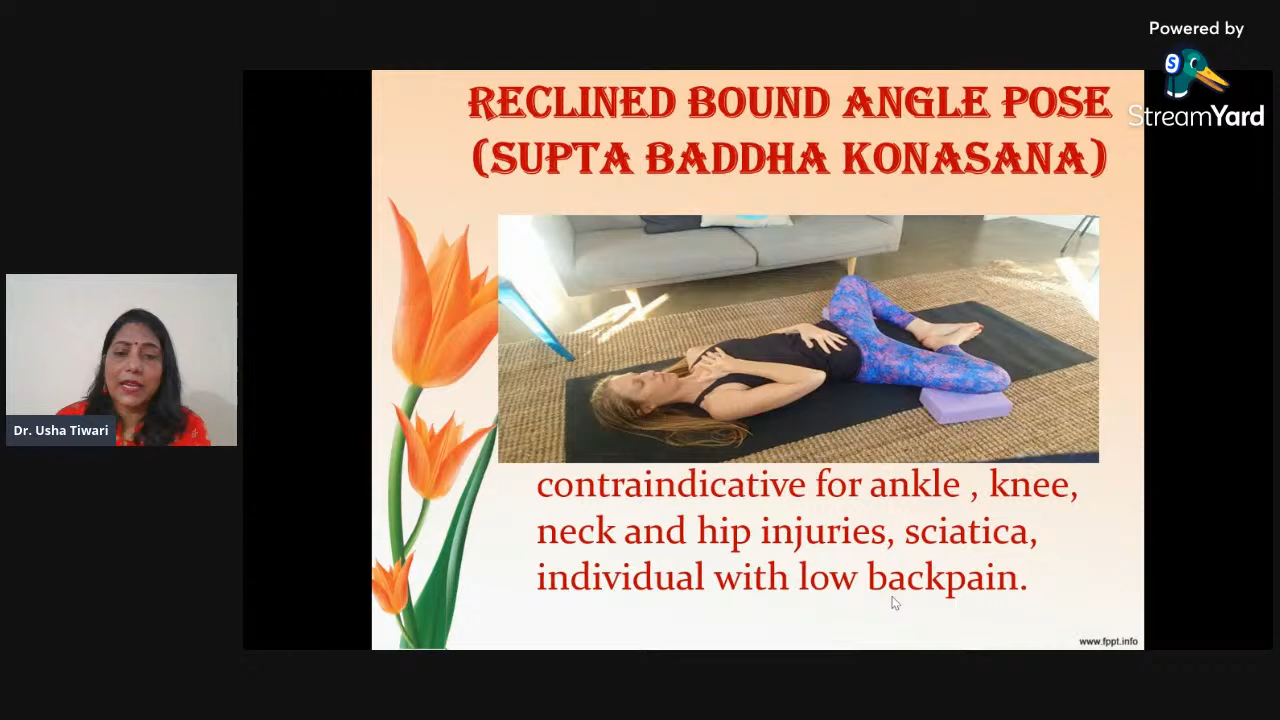 Powered by
S
StreamYard
RECLINED BOUND ANGLE POSE
(SUPTA BADDHA KONASANA)
Dr. Usha Tiwari
contraindicative for ankle , knee,
neck and hip injuries, sciatica,
individual with low backpain.
www.fppt.info